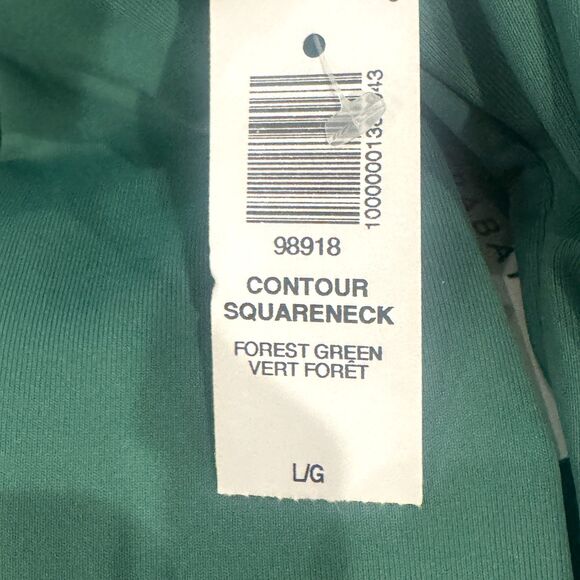 98918
CONTOUR
SQUARENECK
FOREST GREEN
VERT FORÊT
L/G